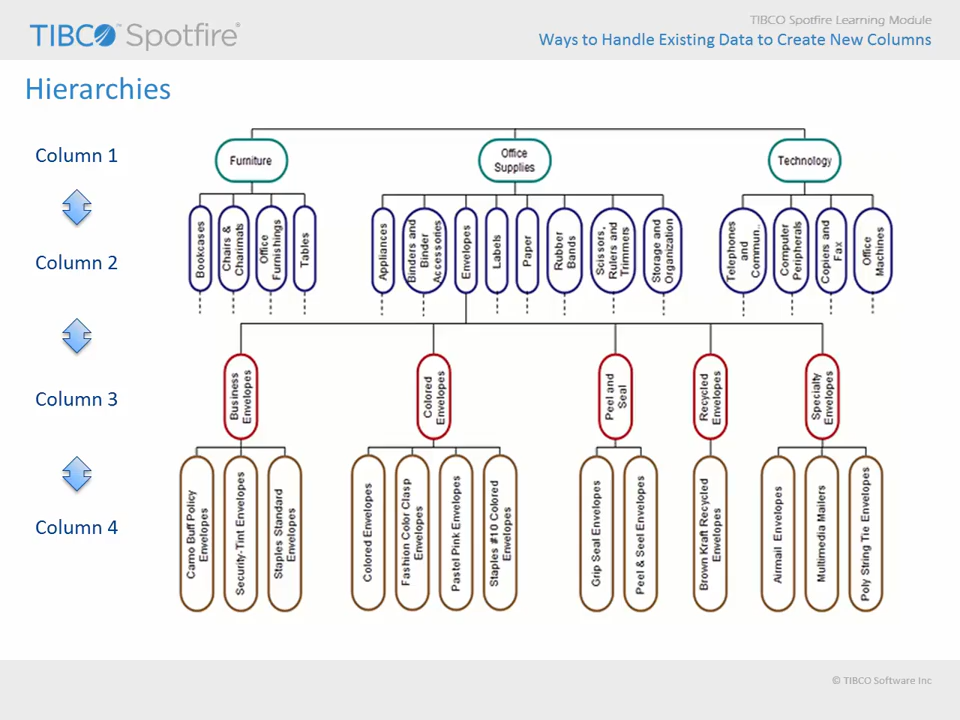 TIBCO™ Spotfire®
TIBCO Spotfire Learning Module
Ways to Handle Existing Data to Create New Columns
Hierarchies
Column 1
Furniture
Office
Supplies
Technology
Column 2
Bookcases
Chairs &
Chairmats
Office
Furnishings
Tables
Appliances
Binders and
Binder
Accessories
Envelopes
Labels
Paper
Rubber
Bands
Scissors,
Rulers and
Trimmers
Storage and
Organization
Telephones
and
Commun...
Computer
Peripherals
Copiers and
Fax
Office
Machines
Column 3
Business
Envelopes
Colored
Envelopes
Peel and
Seal
Recycled
Envelopes
Specialty
Envelopes
Column 4
Camo Buff Policy
Envelopes
Security-Tint Envelopes
Staples Standard
Envelopes
Colored Envelopes
Fashion Color Clasp
Envelopes
Pastel Pink Envelopes
Staples #10 Colored
Envelopes
Grip Seal Envelopes
Peel & Seel Envelopes
Brown Kraft Recycled
Envelopes
Airmail Envelopes
Multimedia Mailers
Poly String Tie Envelopes
© TIBCO Software Inc